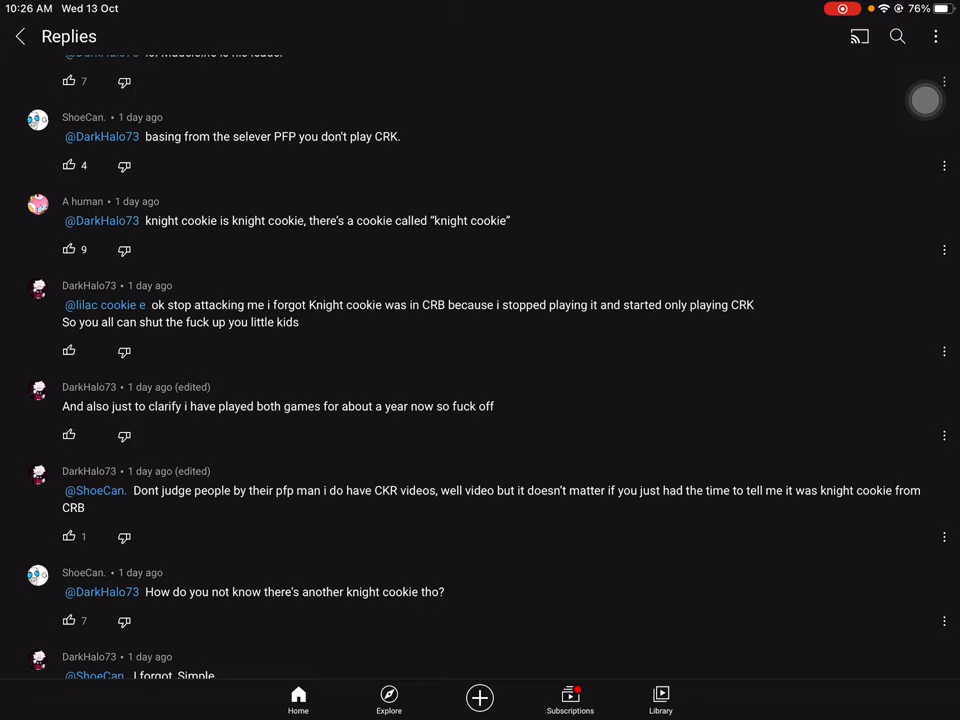 10:26 AM Wed 13 Oct
76%
Replies
@DarkHalo73
7
ShoeCan. • 1 day ago
@DarkHalo73 basing from the selever PFP you don't play CRK.
4
A human • 1 day ago
@DarkHalo73 knight cookie is knight cookie, there’s a cookie called “knight cookie”
9
DarkHalo73 • 1 day ago
@lilac cookie e ok stop attacking me i forgot Knight cookie was in CRB because i stopped playing it and started only playing CRK
So you all can shut the fuck up you little kids
DarkHalo73 • 1 day ago (edited)
And also just to clarify i have played both games for about a year now so fuck off
DarkHalo73 • 1 day ago (edited)
@ShoeCan. Dont judge people by their pfp man i do have CKR videos, well video but it doesn’t matter if you just had the time to tell me it was knight cookie from
CRB
1
ShoeCan. • 1 day ago
@DarkHalo73 How do you not know there's another knight cookie tho?
7
DarkHalo73 • 1 day ago
@ShoeCan. I forgot. Simple
Home
Explore
Subscriptions
Library